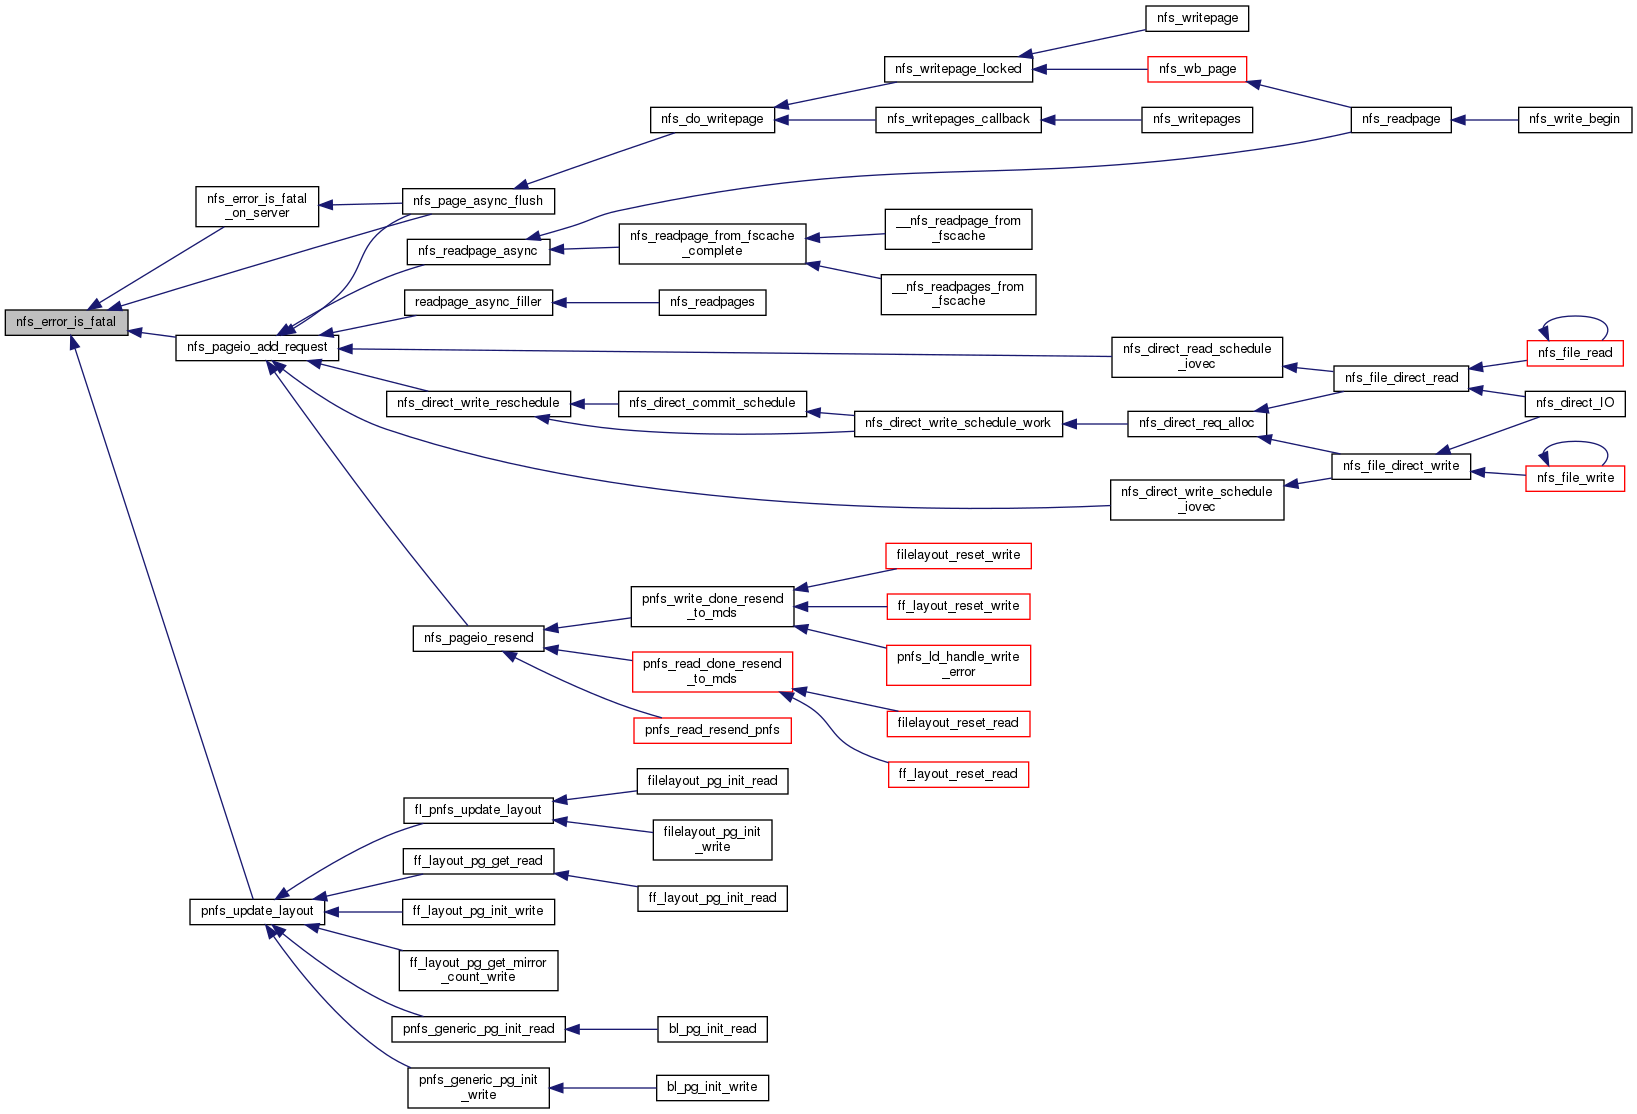 nfs_writepage
nfs_writepage_locked
nfs_wb_page
nfs_do_writepage
nfs_writepages_callback
nfs_writepages
nfs_readpage
nfs_write_begin
nfs_error_is_fatal
_on_server
nfs_page_async_flush
nfs_readpage_async
nfs_readpage_from_fscache
_complete
__nfs_readpage_from
_fscache
__nfs_readpages_from
_fscache
readpage_async_filler
nfs_readpages
nfs_error_is_fatal
nfs_pageio_add_request
nfs_direct_read_schedule
_iovec
nfs_file_read
nfs_file_direct_read
nfs_direct_IO
nfs_direct_write_reschedule
nfs_direct_commit_schedule
nfs_direct_write_schedule_work
nfs_direct_req_alloc
nfs_file_direct_write
nfs_file_write
nfs_direct_write_schedule
_iovec
filelayout_reset_write
pnfs_write_done_resend
_to_mds
ff_layout_reset_write
nfs_pageio_resend
pnfs_ld_handle_write
_error
pnfs_read_done_resend
_to_mds
filelayout_reset_read
pnfs_read_resend_pnfs
ff_layout_reset_read
filelayout_pg_init_read
fl_pnfs_update_layout
filelayout_pg_init
_write
ff_layout_pg_get_read
ff_layout_pg_init_read
pnfs_update_layout
ff_layout_pg_init_write
ff_layout_pg_get_mirror
_count_write
pnfs_generic_pg_init_read
bl_pg_init_read
pnfs_generic_pg_init
_write
bl_pg_init_write